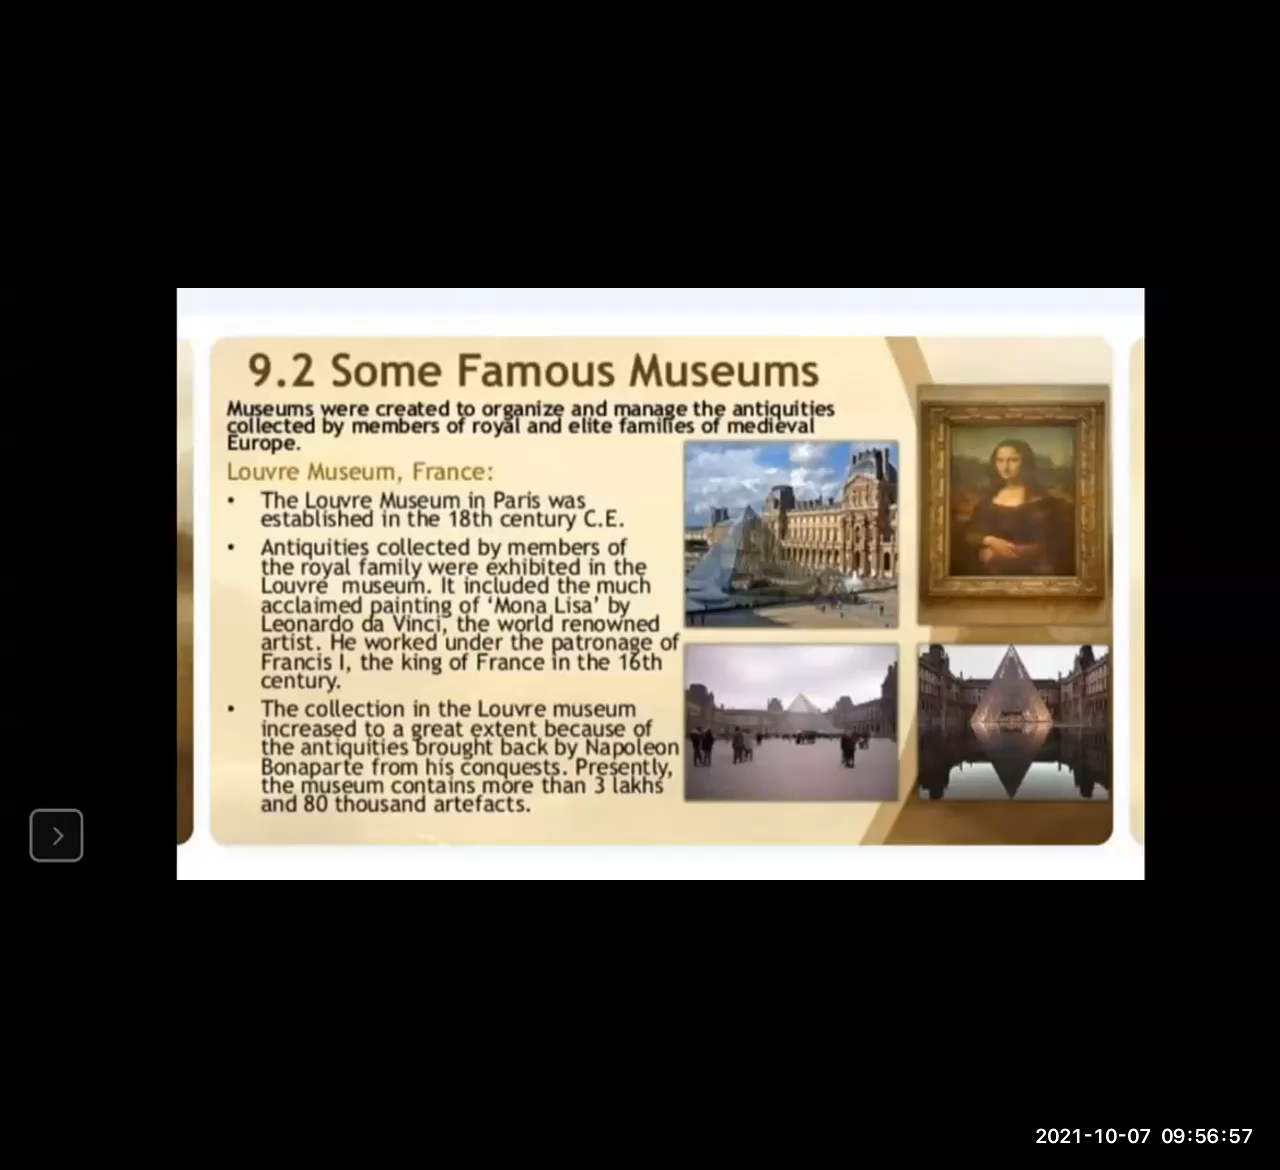 9.2 Some Famous Museums
Museums were created to organize and manage the antiquities
collected by members of royal and elite families of medieval
Europe.
Louvre Museum, France:
• The Louvre Museum in Paris was
established in the 18th century C.E.
• Antiquities collected by members of
the royal family were exhibited in the
Louvre museum. It included the much
acclaimed painting of ‘Mona Lisa’ by
Leonardo da Vinci, the world renowned
artist. He worked under the patronage of
Francis I, the king of France in the 16th
century.
• The collection in the Louvre museum
increased to a great extent because of
the antiquities brought back by Napoleon
Bonaparte from his conquests. Presently,
the museum contains more than 3 lakhs
and 80 thousand artefacts.
2021-10-07 09:56:57